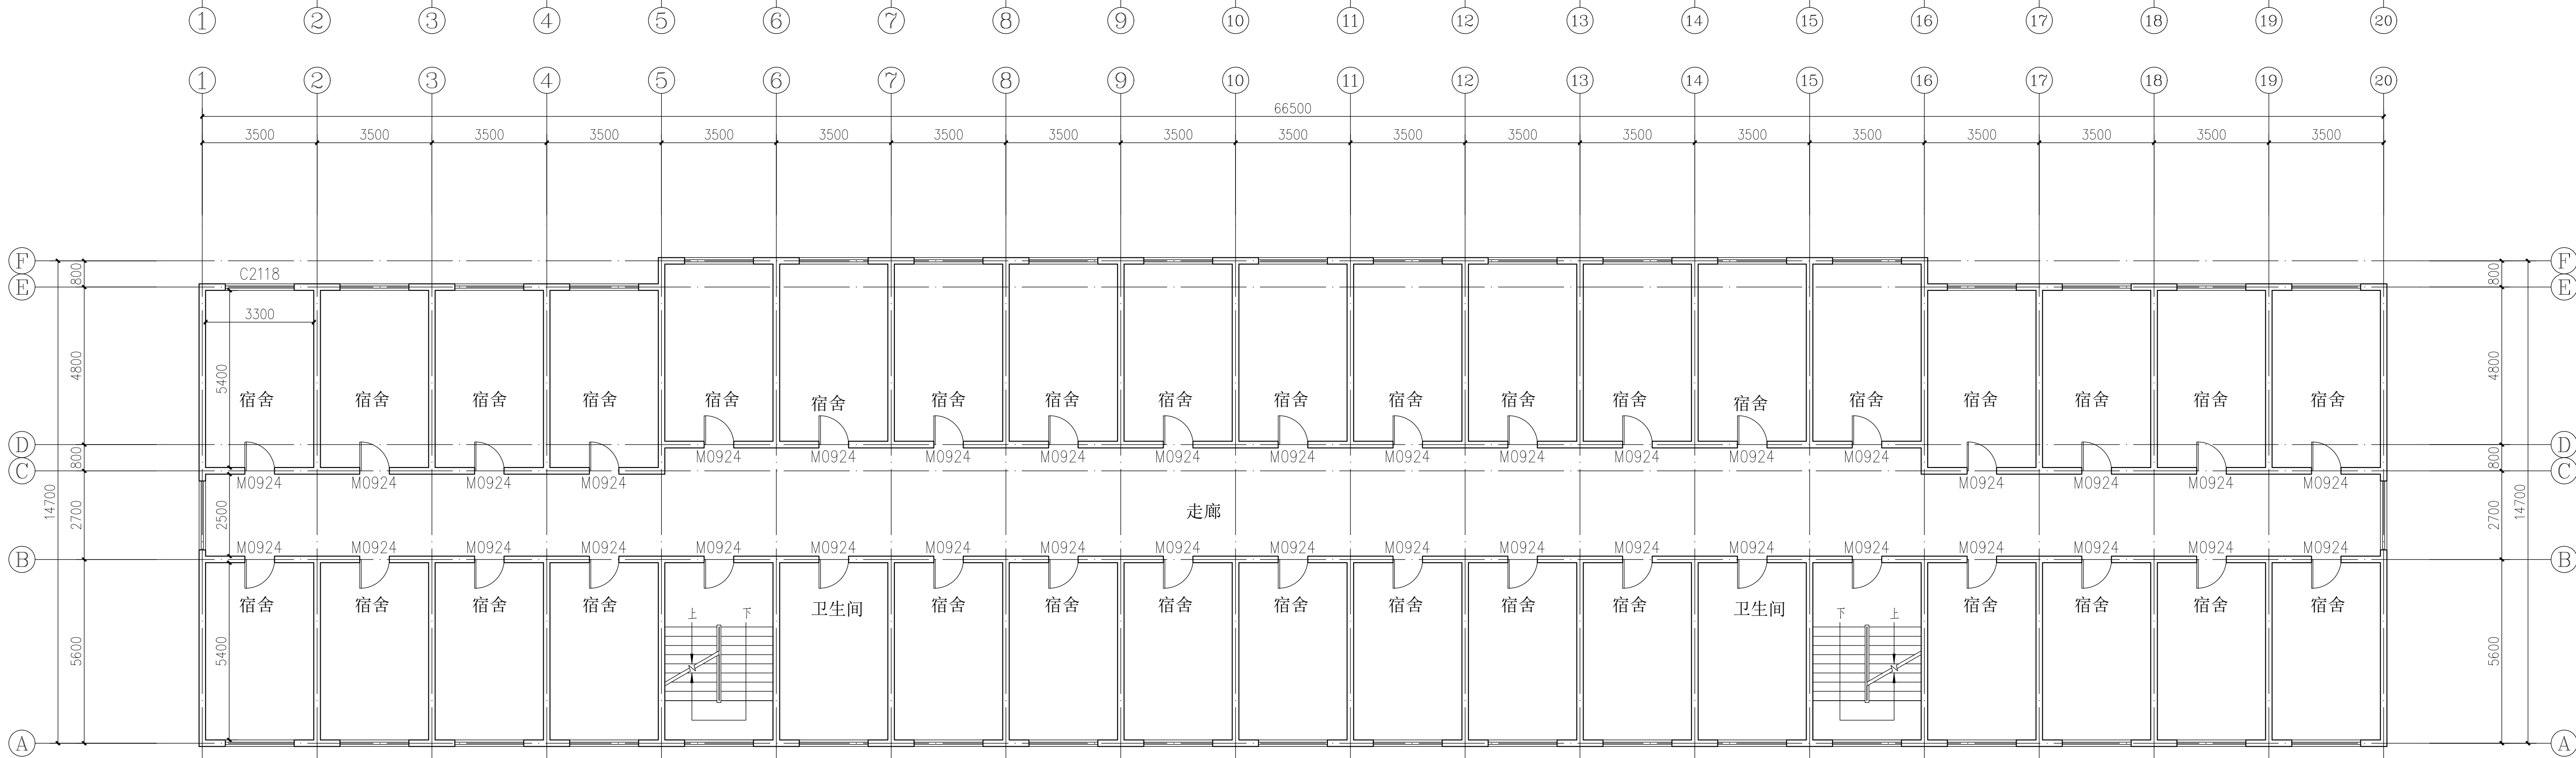 1 2 3 4 5 6 7 8 9 10 11 12 13 14 15 16 17 18 19 20
1 2 3 4 5 6 7 8 9 10 11 12 13 14 15 16 17 18 19 20
66500
3500 3500 3500 3500 3500 3500 3500 3500 3500 3500 3500 3500 3500 3500 3500 3500 3500 3500 3500
F 800 800 F
C2118
E E
3300
4800 5400 4800
宿舍 宿舍 宿舍 宿舍 宿舍 宿舍 宿舍 宿舍 宿舍 宿舍 宿舍 宿舍 宿舍 宿舍 宿舍 宿舍 宿舍 宿舍 宿舍
D D
800 M0924 M0924 M0924 M0924 M0924 M0924 M0924 M0924 M0924 M0924 M0924 800
C C
M0924 M0924 M0924 M0924 M0924 M0924 M0924 M0924
14700 2700 2500 走廊 2700 14700
M0924 M0924 M0924 M0924 M0924 M0924 M0924 M0924 M0924 M0924 M0924 M0924 M0924 M0924 M0924 M0924 M0924 M0924 M0924
B B
宿舍 宿舍 宿舍 宿舍 卫生间 宿舍 宿舍 宿舍 宿舍 宿舍 宿舍 宿舍 卫生间 宿舍 宿舍 宿舍 宿舍
上 下 下 上
5600 5400 5600
A A